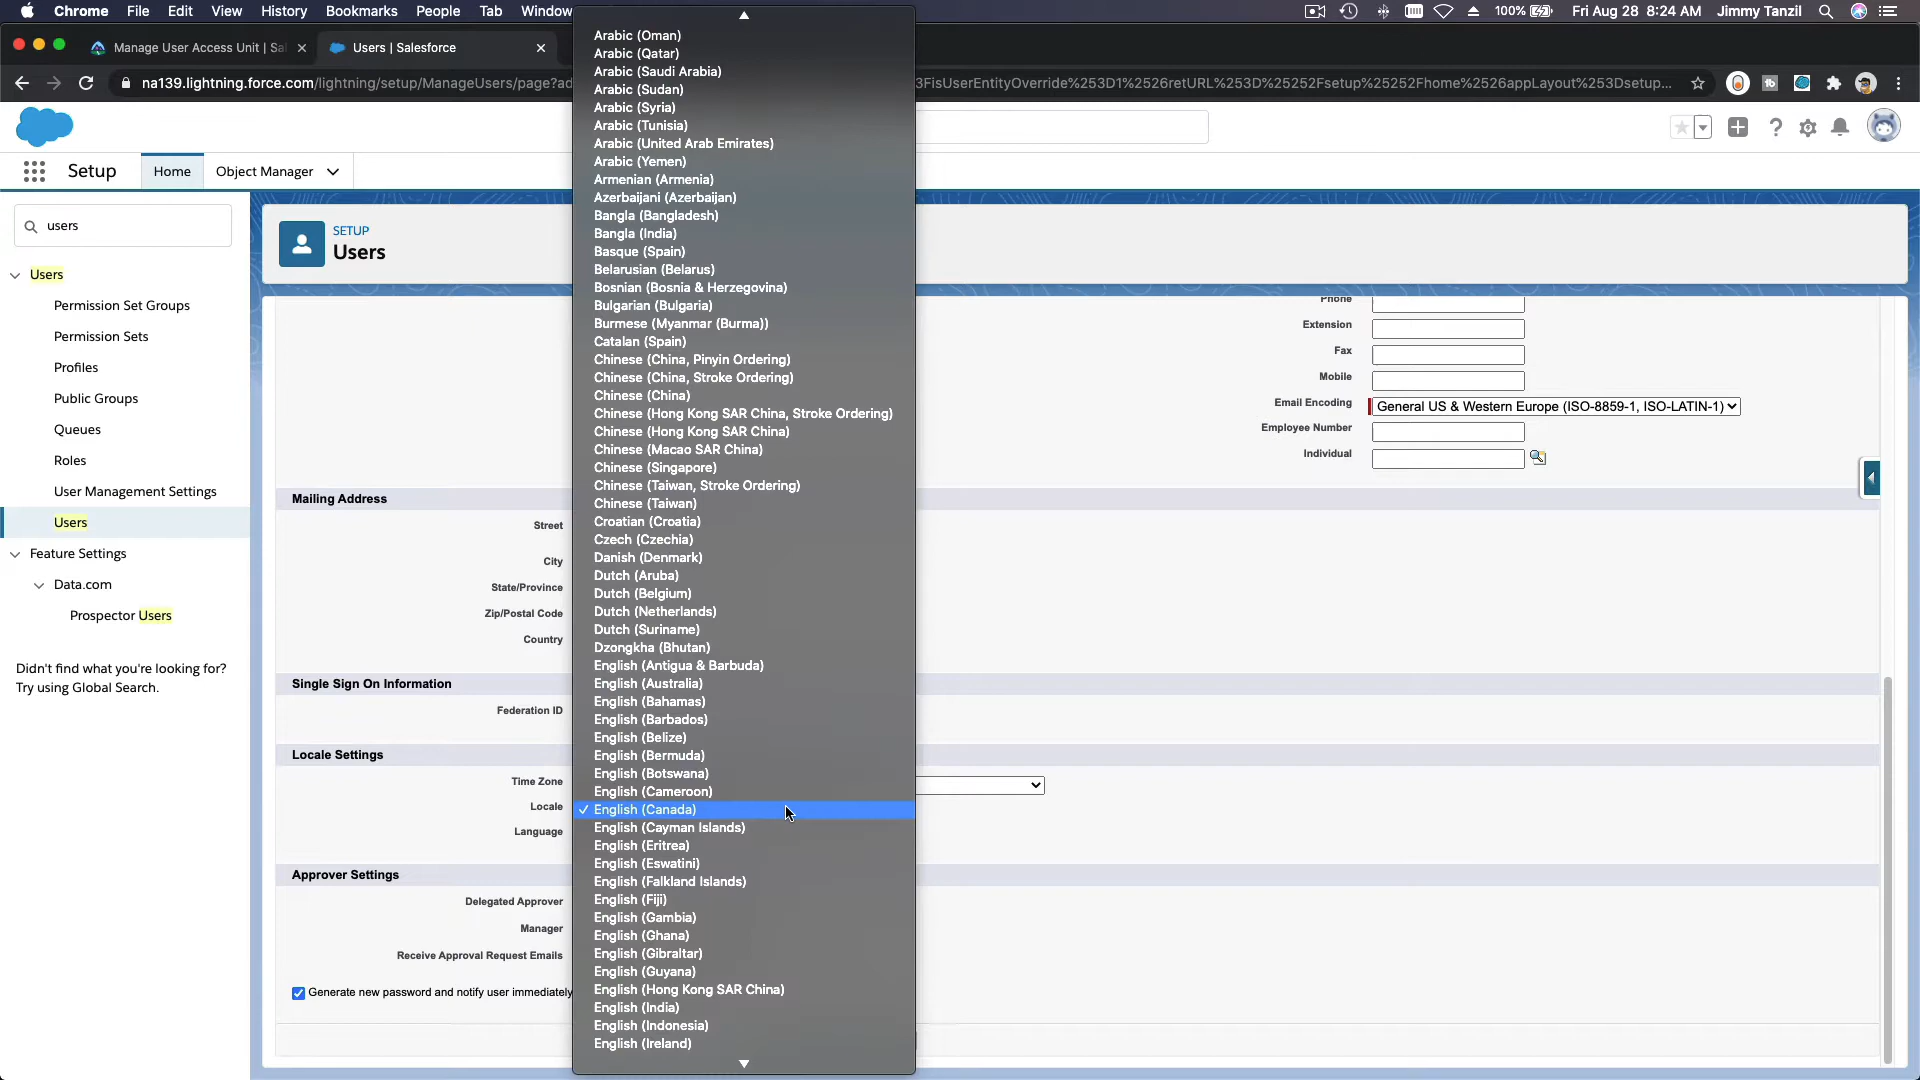 Chrome File Edit View History Bookmarks People Tab Window 100% Fri Aug 28 8:24 AM Jimmy Tanzil
Manage User Access Unit | Sal
Users | Salesforce
na139.lightning.force.com/lightning/setup/ManageUsers/page?ad
3FisUserEntityOverride%253D1%2526retURL%253D%25252Fsetup%25252Fhome%2526appLayout%253Dsetup...
Setup
Home
Object Manager
users
Users
Permission Set Groups
Permission Sets
Profiles
Public Groups
Queues
Roles
User Management Settings
Users
Feature Settings
Data.com
Prospector Users
Didn't find what you're looking for?
Try using Global Search.
SETUP
Users
Phone
Extension
Fax
Mobile
Email Encoding General US & Western Europe (ISO-8859-1, ISO-LATIN-1)
Employee Number
Individual
Mailing Address
Street
City
State/Province
Zip/Postal Code
Country
Single Sign On Information
Federation ID
Locale Settings
Time Zone
Locale
Language
Approver Settings
Delegated Approver
Manager
Receive Approval Request Emails
Generate new password and notify user immediately
Arabic (Oman)
Arabic (Qatar)
Arabic (Saudi Arabia)
Arabic (Sudan)
Arabic (Syria)
Arabic (Tunisia)
Arabic (United Arab Emirates)
Arabic (Yemen)
Armenian (Armenia)
Azerbaijani (Azerbaijan)
Bangla (Bangladesh)
Bangla (India)
Basque (Spain)
Belarusian (Belarus)
Bosnian (Bosnia & Herzegovina)
Bulgarian (Bulgaria)
Burmese (Myanmar (Burma))
Catalan (Spain)
Chinese (China, Pinyin Ordering)
Chinese (China, Stroke Ordering)
Chinese (China)
Chinese (Hong Kong SAR China, Stroke Ordering)
Chinese (Hong Kong SAR China)
Chinese (Macao SAR China)
Chinese (Singapore)
Chinese (Taiwan, Stroke Ordering)
Chinese (Taiwan)
Croatian (Croatia)
Czech (Czechia)
Danish (Denmark)
Dutch (Aruba)
Dutch (Belgium)
Dutch (Netherlands)
Dutch (Suriname)
Dzongkha (Bhutan)
English (Antigua & Barbuda)
English (Australia)
English (Bahamas)
English (Barbados)
English (Belize)
English (Bermuda)
English (Botswana)
English (Cameroon)
English (Canada)
English (Cayman Islands)
English (Eritrea)
English (Eswatini)
English (Falkland Islands)
English (Fiji)
English (Gambia)
English (Ghana)
English (Gibraltar)
English (Guyana)
English (Hong Kong SAR China)
English (India)
English (Indonesia)
English (Ireland)